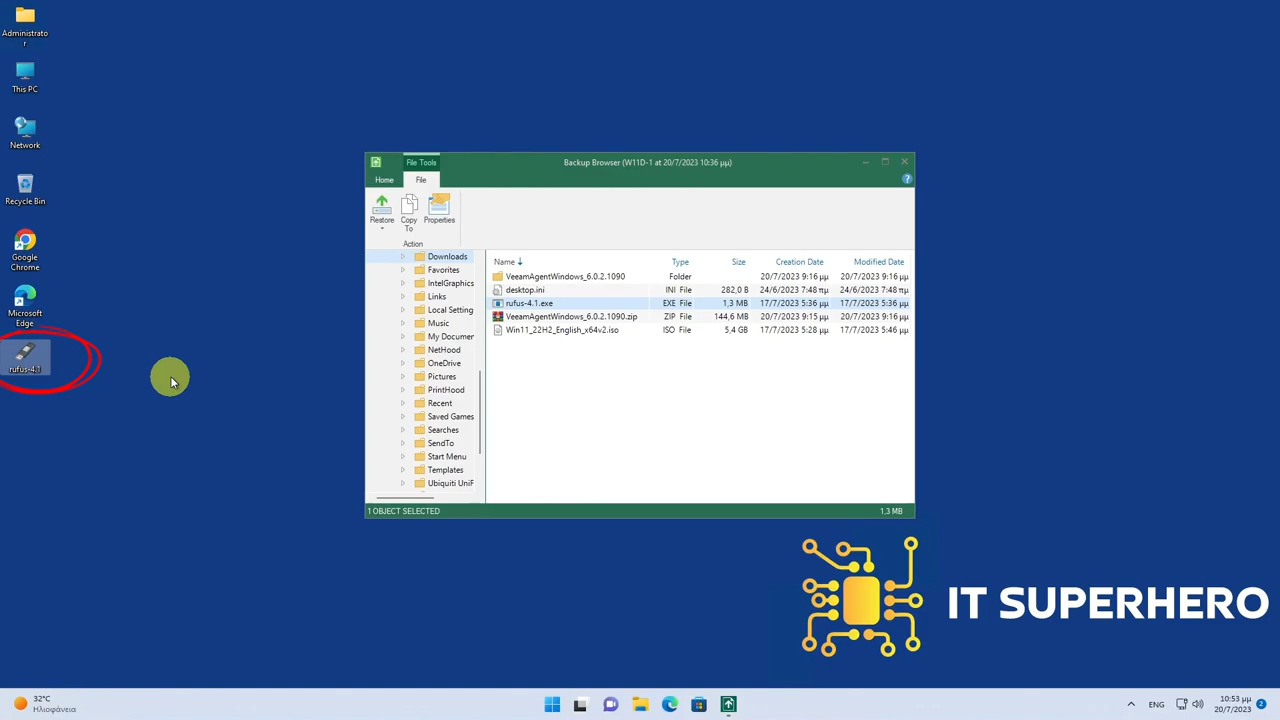 Administrato
r
This PC
Network
Recycle Bin
Google
Chrome
Microsoft
Edge
rufus-4.1
File Tools
Backup Browser (W11D-1 at 20/7/2023 10:36 μμ)
Home
File
?
Restore
Copy
To
Properties
Action
Downloads
Favorites
IntelGraphics
Links
Local Setting
Music
My Documer
NetHood
OneDrive
Pictures
PrintHood
Recent
Saved Games
Searches
SendTo
Start Menu
Templates
Ubiquiti UniF
Name Type Size Creation Date Modified Date
VeeamAgentWindows_6.0.2.1090 Folder 20/7/2023 9:16 μμ 20/7/2023 9:16 μμ
desktop.ini INI File 282,0 B 24/6/2023 7:48 πμ 24/6/2023 7:48 πμ
rufus-4.1.exe EXE File 1,3 MB 17/7/2023 5:36 μμ 17/7/2023 5:36 μμ
VeeamAgentWindows_6.0.2.1090.zip ZIP File 144,6 MB 20/7/2023 9:15 μμ 20/7/2023 9:16 μμ
Win11_22H2_English_x64v2.iso ISO File 5,4 GB 17/7/2023 5:28 μμ 17/7/2023 5:46 μμ
1 OBJECT SELECTED
1.3 MB
IT SUPERHERO
32°C
Ηλιοφάνεια
ENG
10:53 μμ
20/7/2023
2